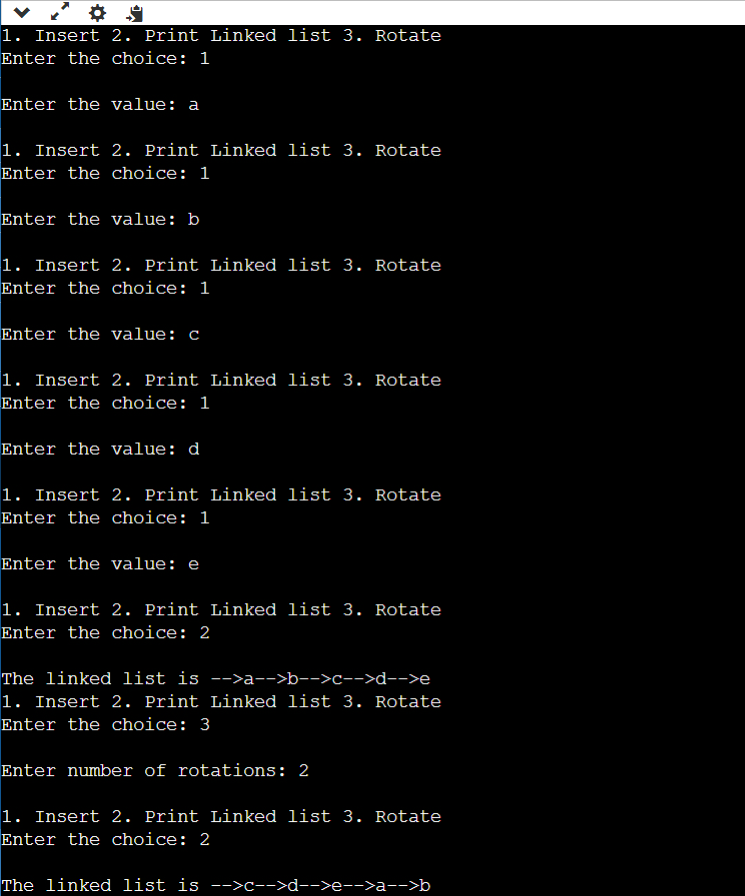 1. Insert 2. Print Linked list 3. Rotate
Enter the choice: 1
Enter the value: a
1. Insert 2. Print Linked list 3. Rotate
Enter the choice: 1
Enter the value: b
1. Insert 2. Print Linked list 3. Rotate
Enter the choice: 1
Enter the value: c
1. Insert 2. Print Linked list 3. Rotate
Enter the choice: 1
Enter the value: d
1. Insert 2. Print Linked list 3. Rotate
Enter the choice: 1
Enter the value: e
1. Insert 2. Print Linked list 3. Rotate
Enter the choice: 2
The linked list is -->a-->b-->c-->d-->e
1. Insert 2. Print Linked list 3. Rotate
Enter the choice: 3
Enter number of rotations: 2
1. Insert 2. Print Linked list 3. Rotate
Enter the choice: 2
The linked list is -->c-->d-->e-->a-->b